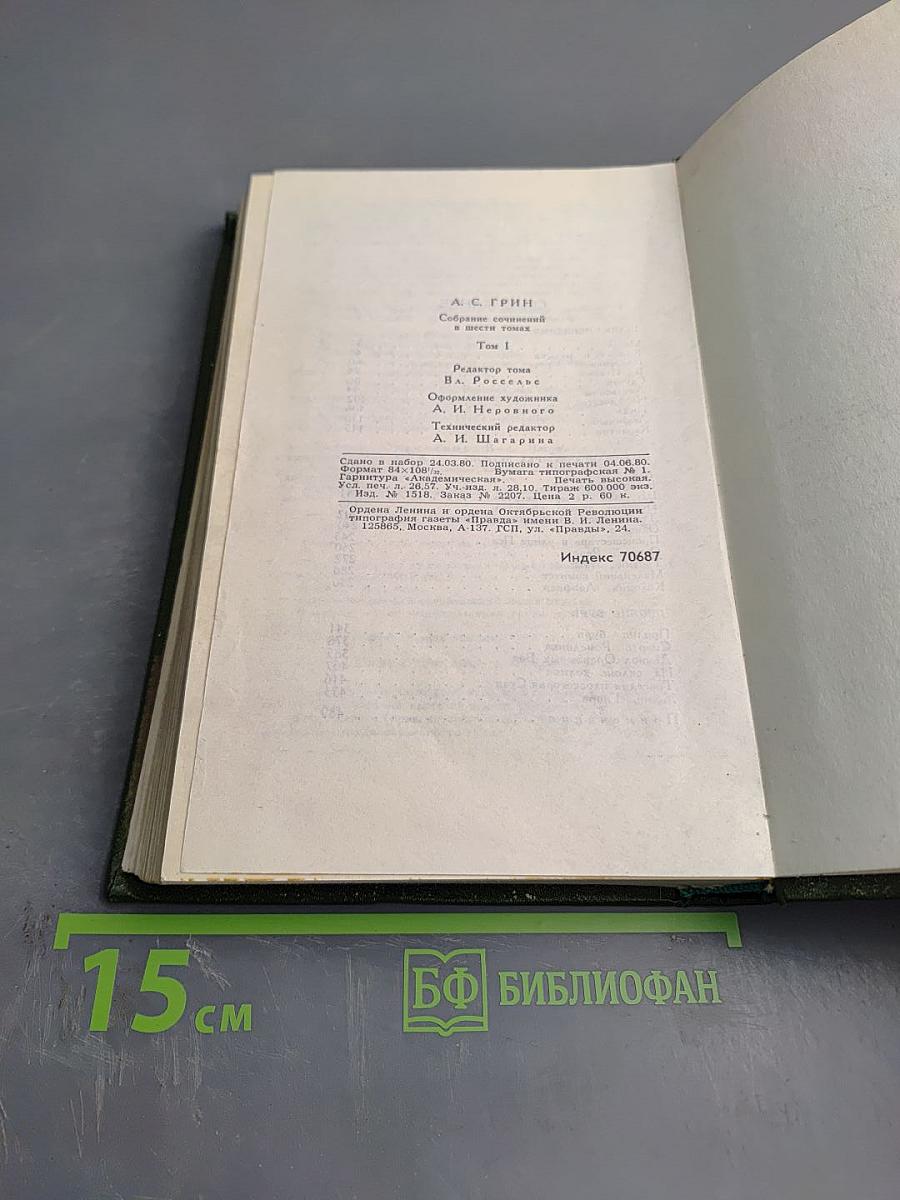 А. С. ГРИН
Собрание сочинений
в шести томах
Том I
Редактор тома
Вл. Россельс
Оформление художника
А. И. Неровного
Технический редактор
А. И. Шагарина
Сдано в набор 24.03.80. Подписано к печати 04.06.80.
Формат 84×108¹/₃₂. Бумага типографская № 1.
Гарнитура «Академическая». Печать высокая.
Усл. печ. л. 26,57. Уч.-изд. л. 28,10. Тираж 600 000 экз.
Изд. № 1518. Заказ № 2207. Цена 2 р. 60 к.
Ордена Ленина и ордена Октябрьской Революции
типография газеты «Правда» имени В. И. Ленина.
125865, Москва, А-137. ГСП, ул. «Правды», 24.
Индекс 70687
15 см
БФ БИБЛИОФАН